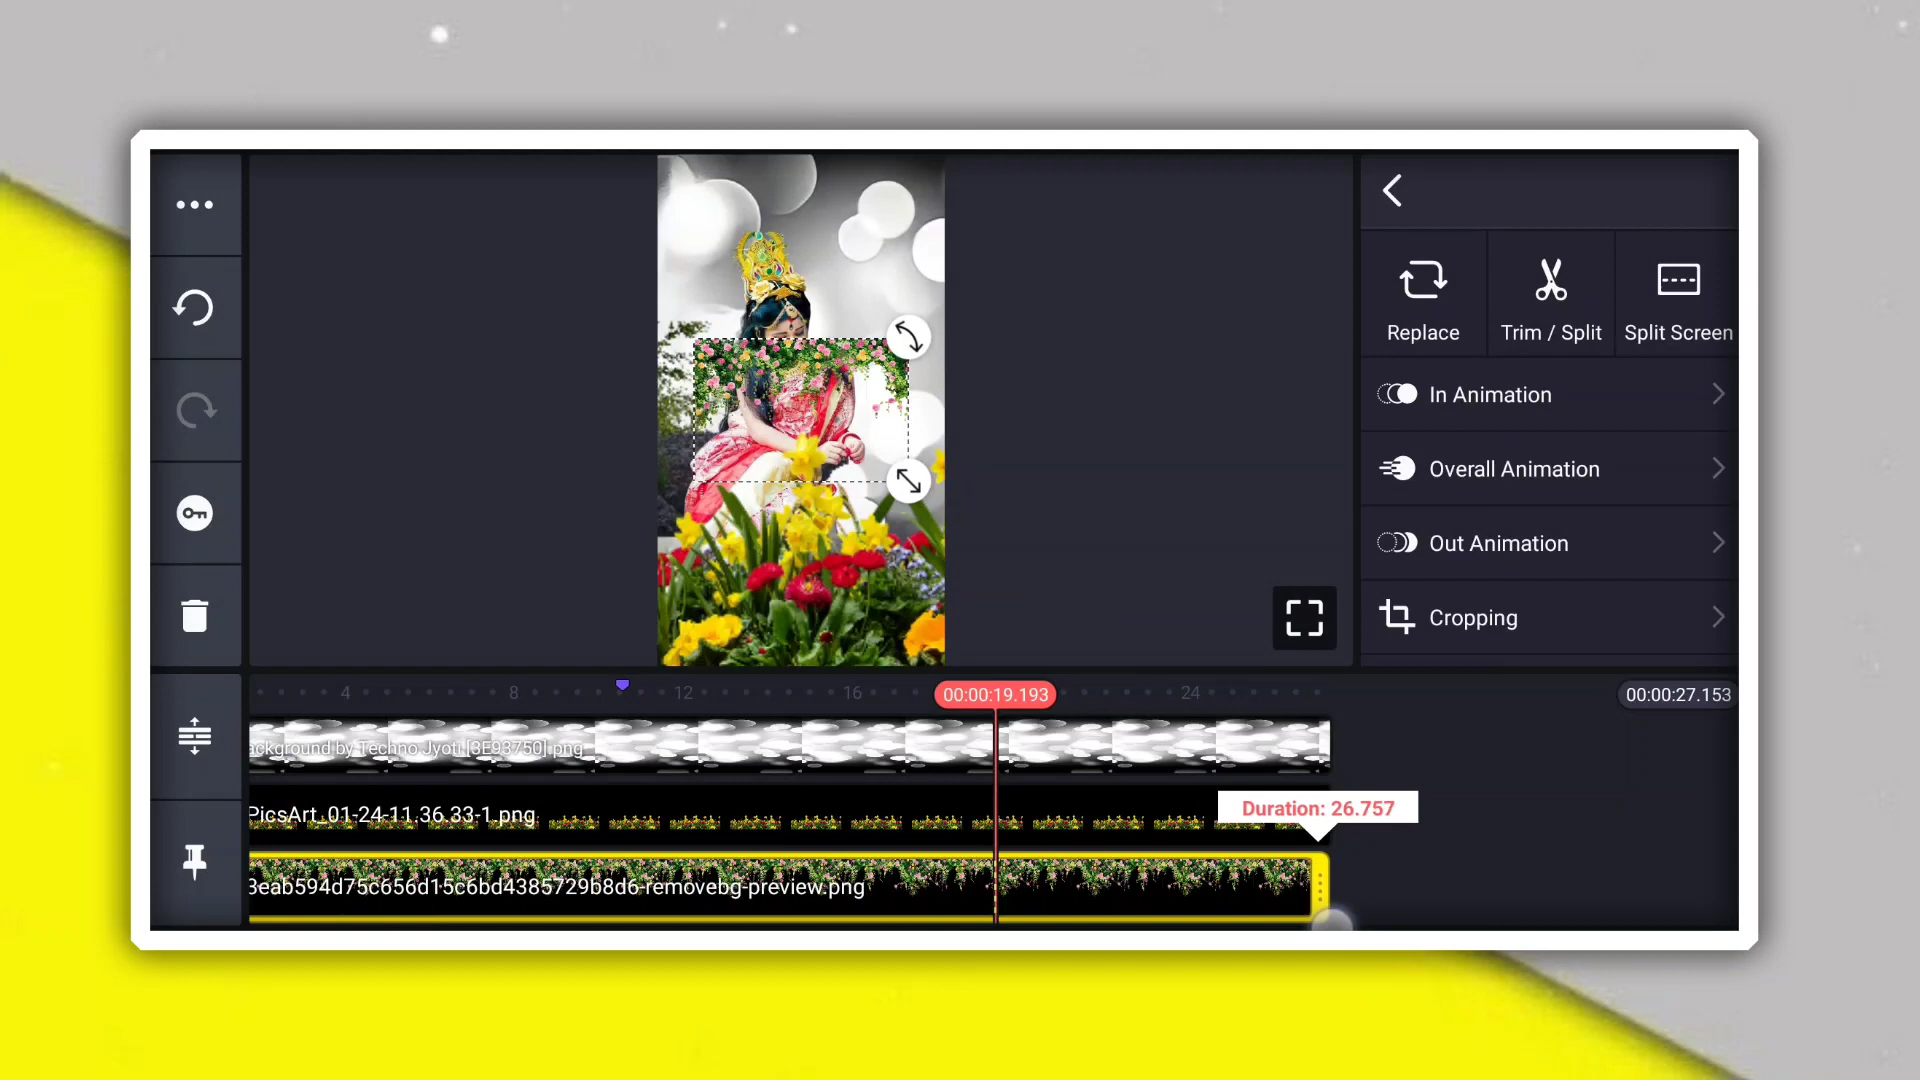 Replace
Trim / Split
Split Screen
In Animation
Overall Animation
Out Animation
Cropping
4
8
12
16
00:00:19.193
24
00:00:27.153
ackground by Techno Jyoti [3E93750].png
PicsArt_01-24-11.36.33-1.png
Duration: 26.757
3eab594d75c656d15c6bd4385729b8d6-removebg-preview.png